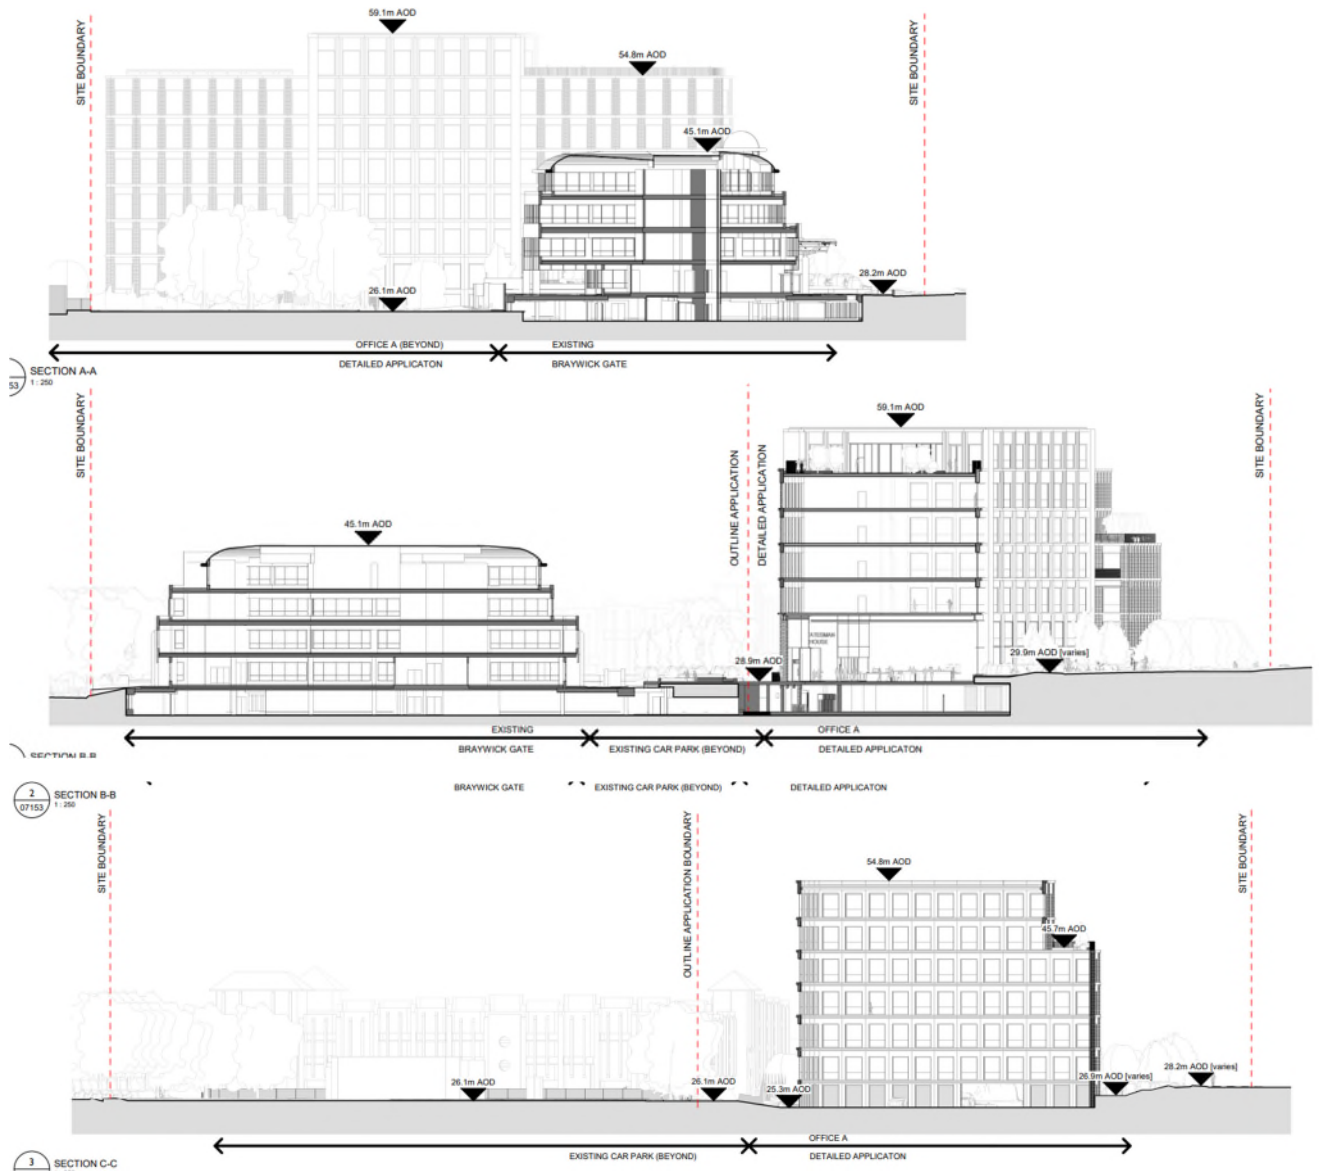 59.1m AOD
54.8m AOD
SITE BOUNDARY
SITE BOUNDARY
45.1m AOD
28.2m AOD
26.1m AOD
OFFICE A (BEYOND)
EXISTING
DETAILED APPLICATON
BRAYWICK GATE
53
SECTION A-A
1 : 250
SITE BOUNDARY
59.1m AOD
SITE BOUNDARY
OUTLINE APPLICATION
DETAILED APPLICATION
45.1m AOD
HOUSE
29.9m AOD [varies]
28.9m AOD
EXISTING
OFFICE A
BRAYWICK GATE
EXISTING CAR PARK (BEYOND)
DETAILED APPLICATON
SECTION B-B
BRAYWICK GATE
EXISTING CAR PARK (BEYOND)
DETAILED APPLICATON
2
07153
SECTION B-B
1 : 250
SITE BOUNDARY
OUTLINE APPLICATION BOUNDARY
SITE BOUNDARY
54.8m AOD
45.7m AOD
26.1m AOD
26.1m AOD
25.3m AOD
26.9m AOD [varies]
28.2m AOD [varies]
OFFICE A
EXISTING CAR PARK (BEYOND)
DETAILED APPLICATON
3
SECTION C-C